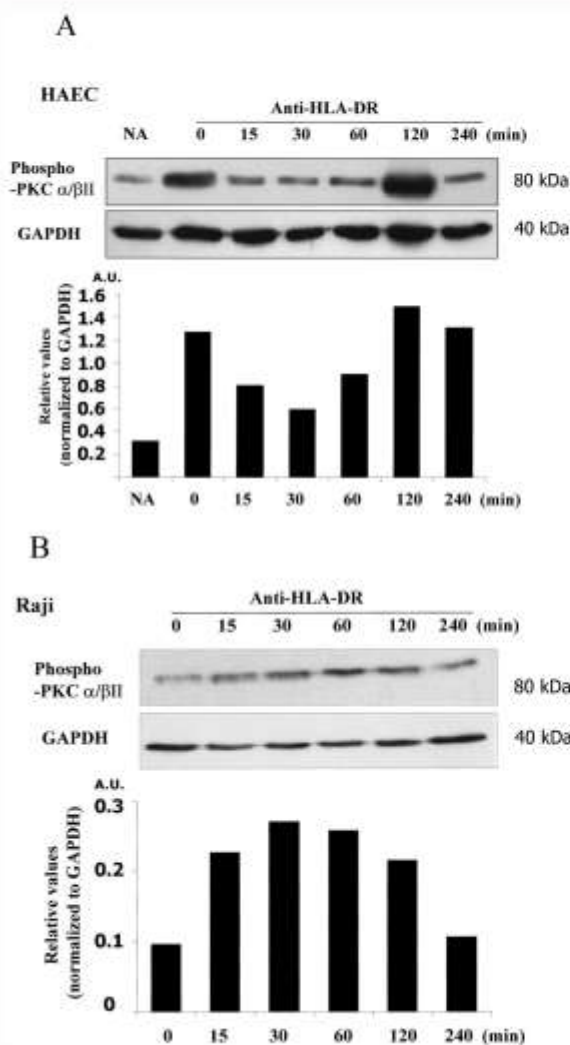 A
HAEC
Anti-HLA-DR
NA 0 15 30 60 120 240 (min)
Phospho
-PKC α/βII
80 kDa
GAPDH
40 kDa
A.U.
Relative values
(normalized to GAPDH)
1.6
1.4
1.2
1.0
0.8
0.6
0.4
0.2
NA 0 15 30 60 120 240 (min)
B
Raji
Anti-HLA-DR
0 15 30 60 120 240 (min)
Phospho
-PKC α/βII
80 kDa
GAPDH
40 kDa
A.U.
Relative values
(normalized to GAPDH)
0.3
0.2
0.1
0
0 15 30 60 120 240 (min)